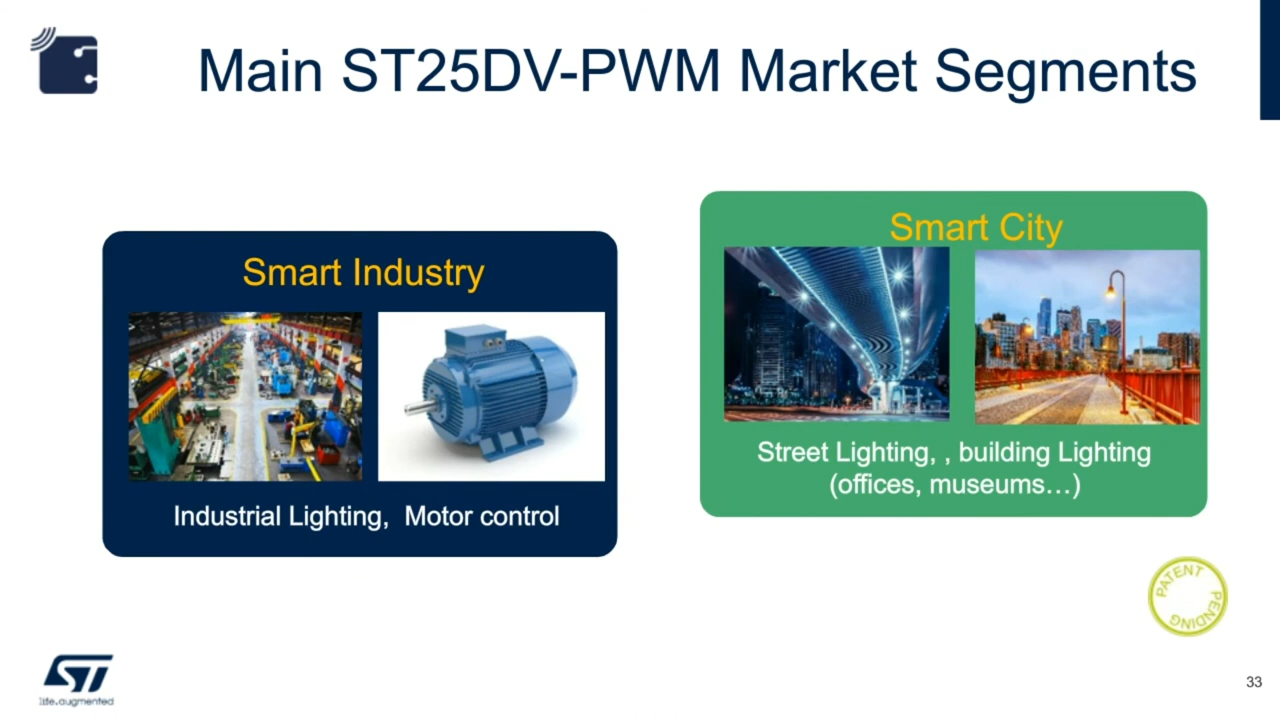 Main ST25DV-PWM Market Segments
Smart Industry
Industrial Lighting, Motor control
Smart City
Street Lighting, , building Lighting
(offices, museums…)
PATENT PENDING
ST
life.augmented
33